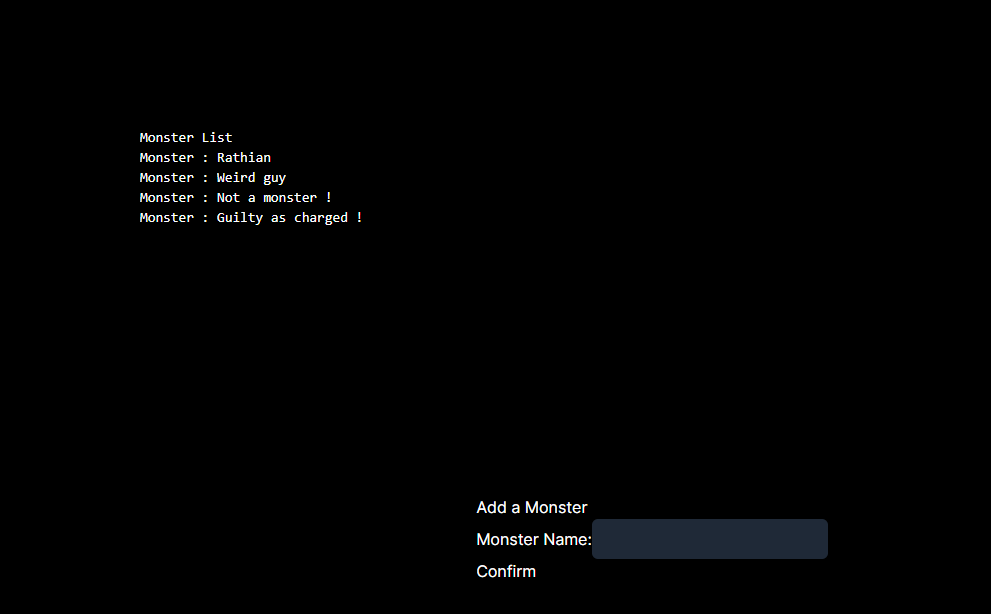 Monster List
Monster : Rathian
Monster : Weird guy
Monster : Not a monster !
Monster : Guilty as charged !
Add a Monster
Monster Name:
Confirm